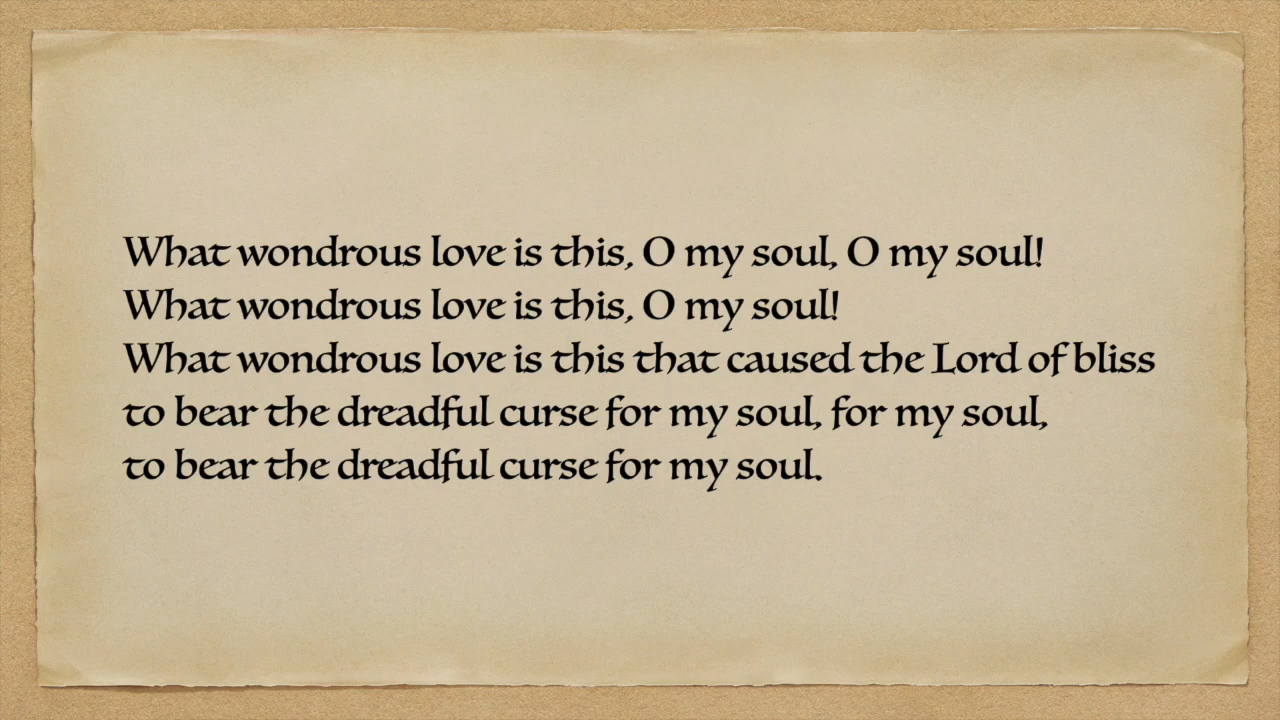 What wondrous love is this, O my soul, O my soul!
What wondrous love is this, O my soul!
What wondrous love is this that caused the Lord of bliss
to bear the dreadful curse for my soul, for my soul,
to bear the dreadful curse for my soul.